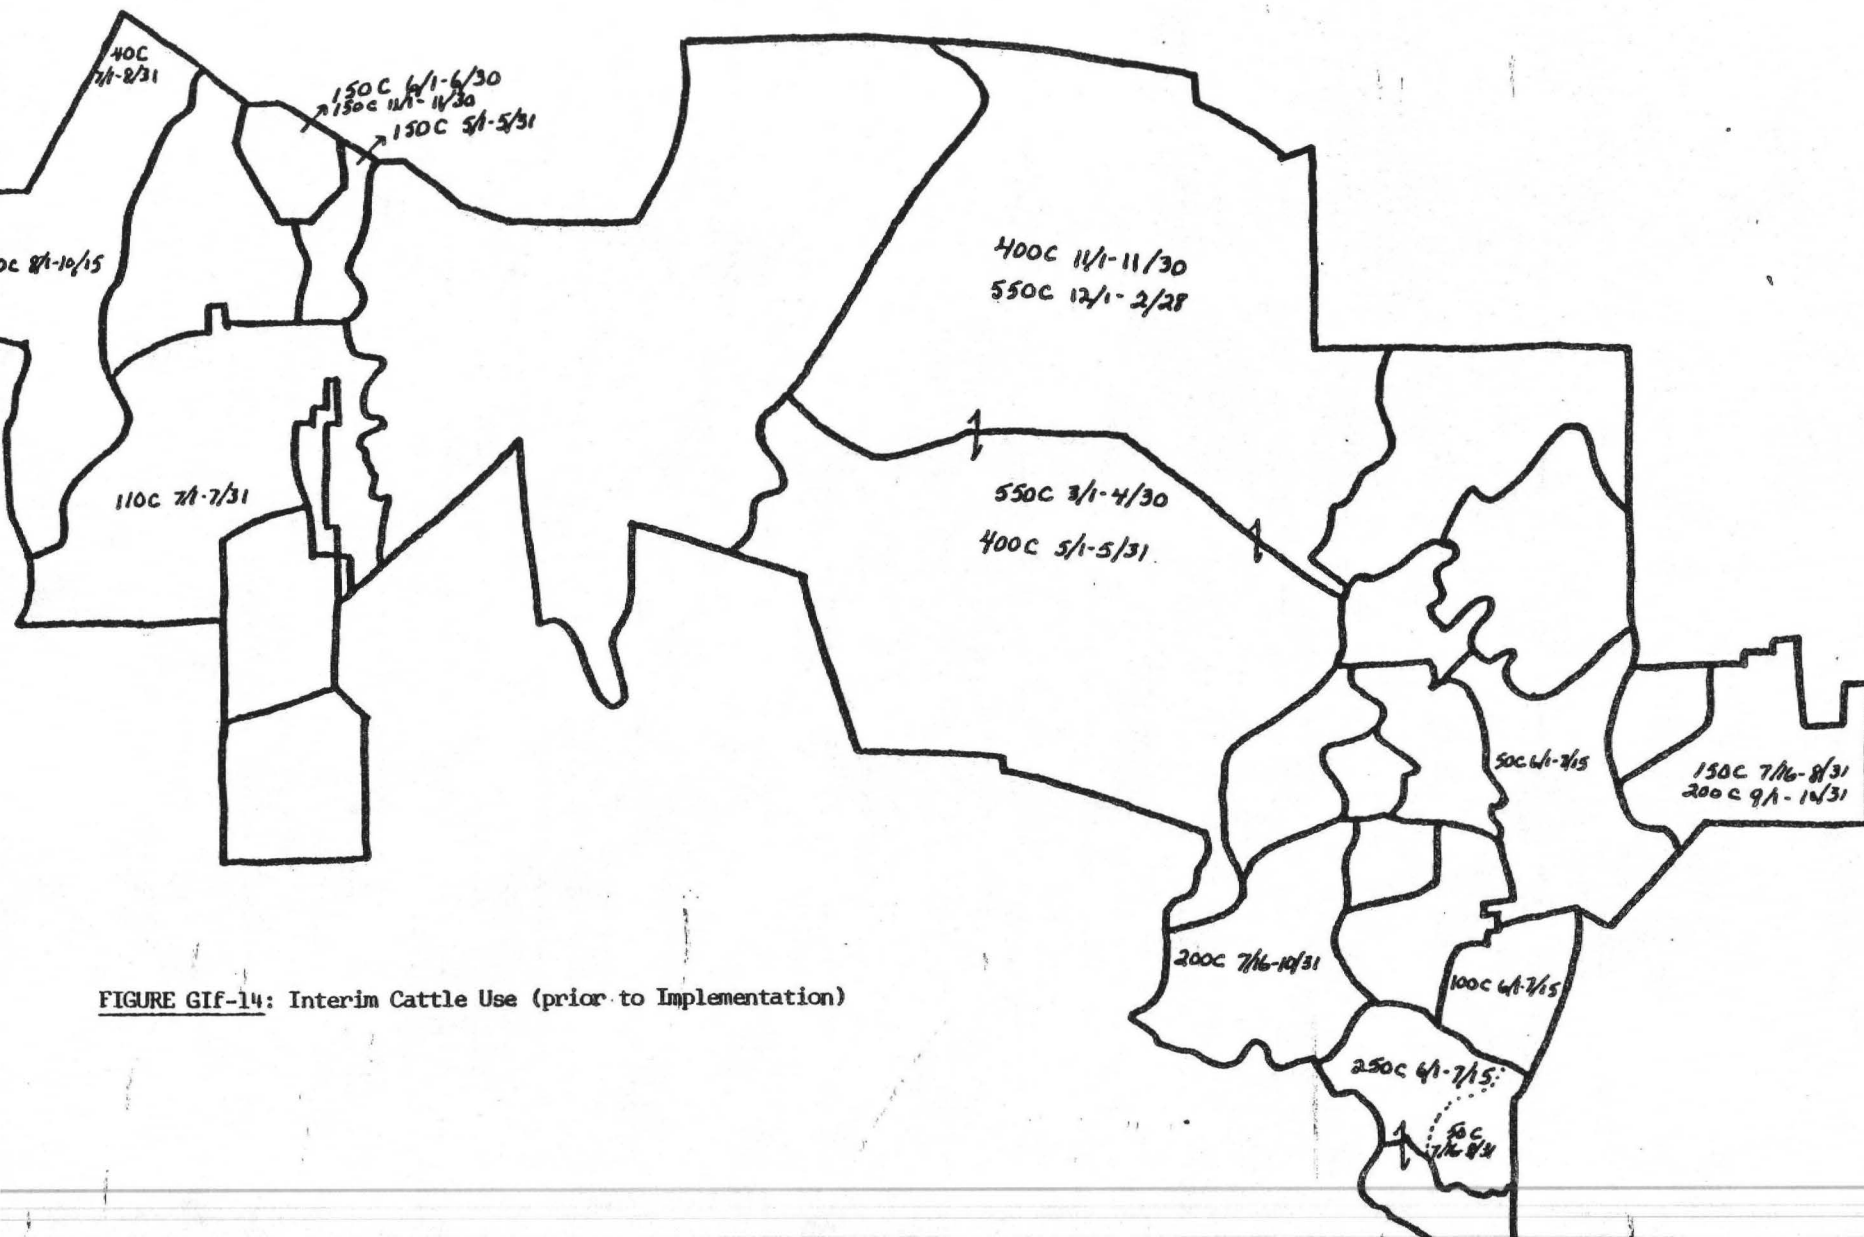 40C
7/1-8/31
150C 6/1-6/30
150C 11/1-11/30
150C 5/1-5/31
0C 8/1-10/15
110C 7/1-7/31
400C 11/1-11/30
550C 12/1-2/28
550C 3/1-4/30
400C 5/1-5/31
50C 6/1-7/15
150C 7/16-8/31
200C 9/1-10/31
200C 7/16-10/31
100C 6/1-7/15
250C 6/1-7/15
50C
7/16-8/31
FIGURE GIf-14: Interim Cattle Use (prior to Implementation)